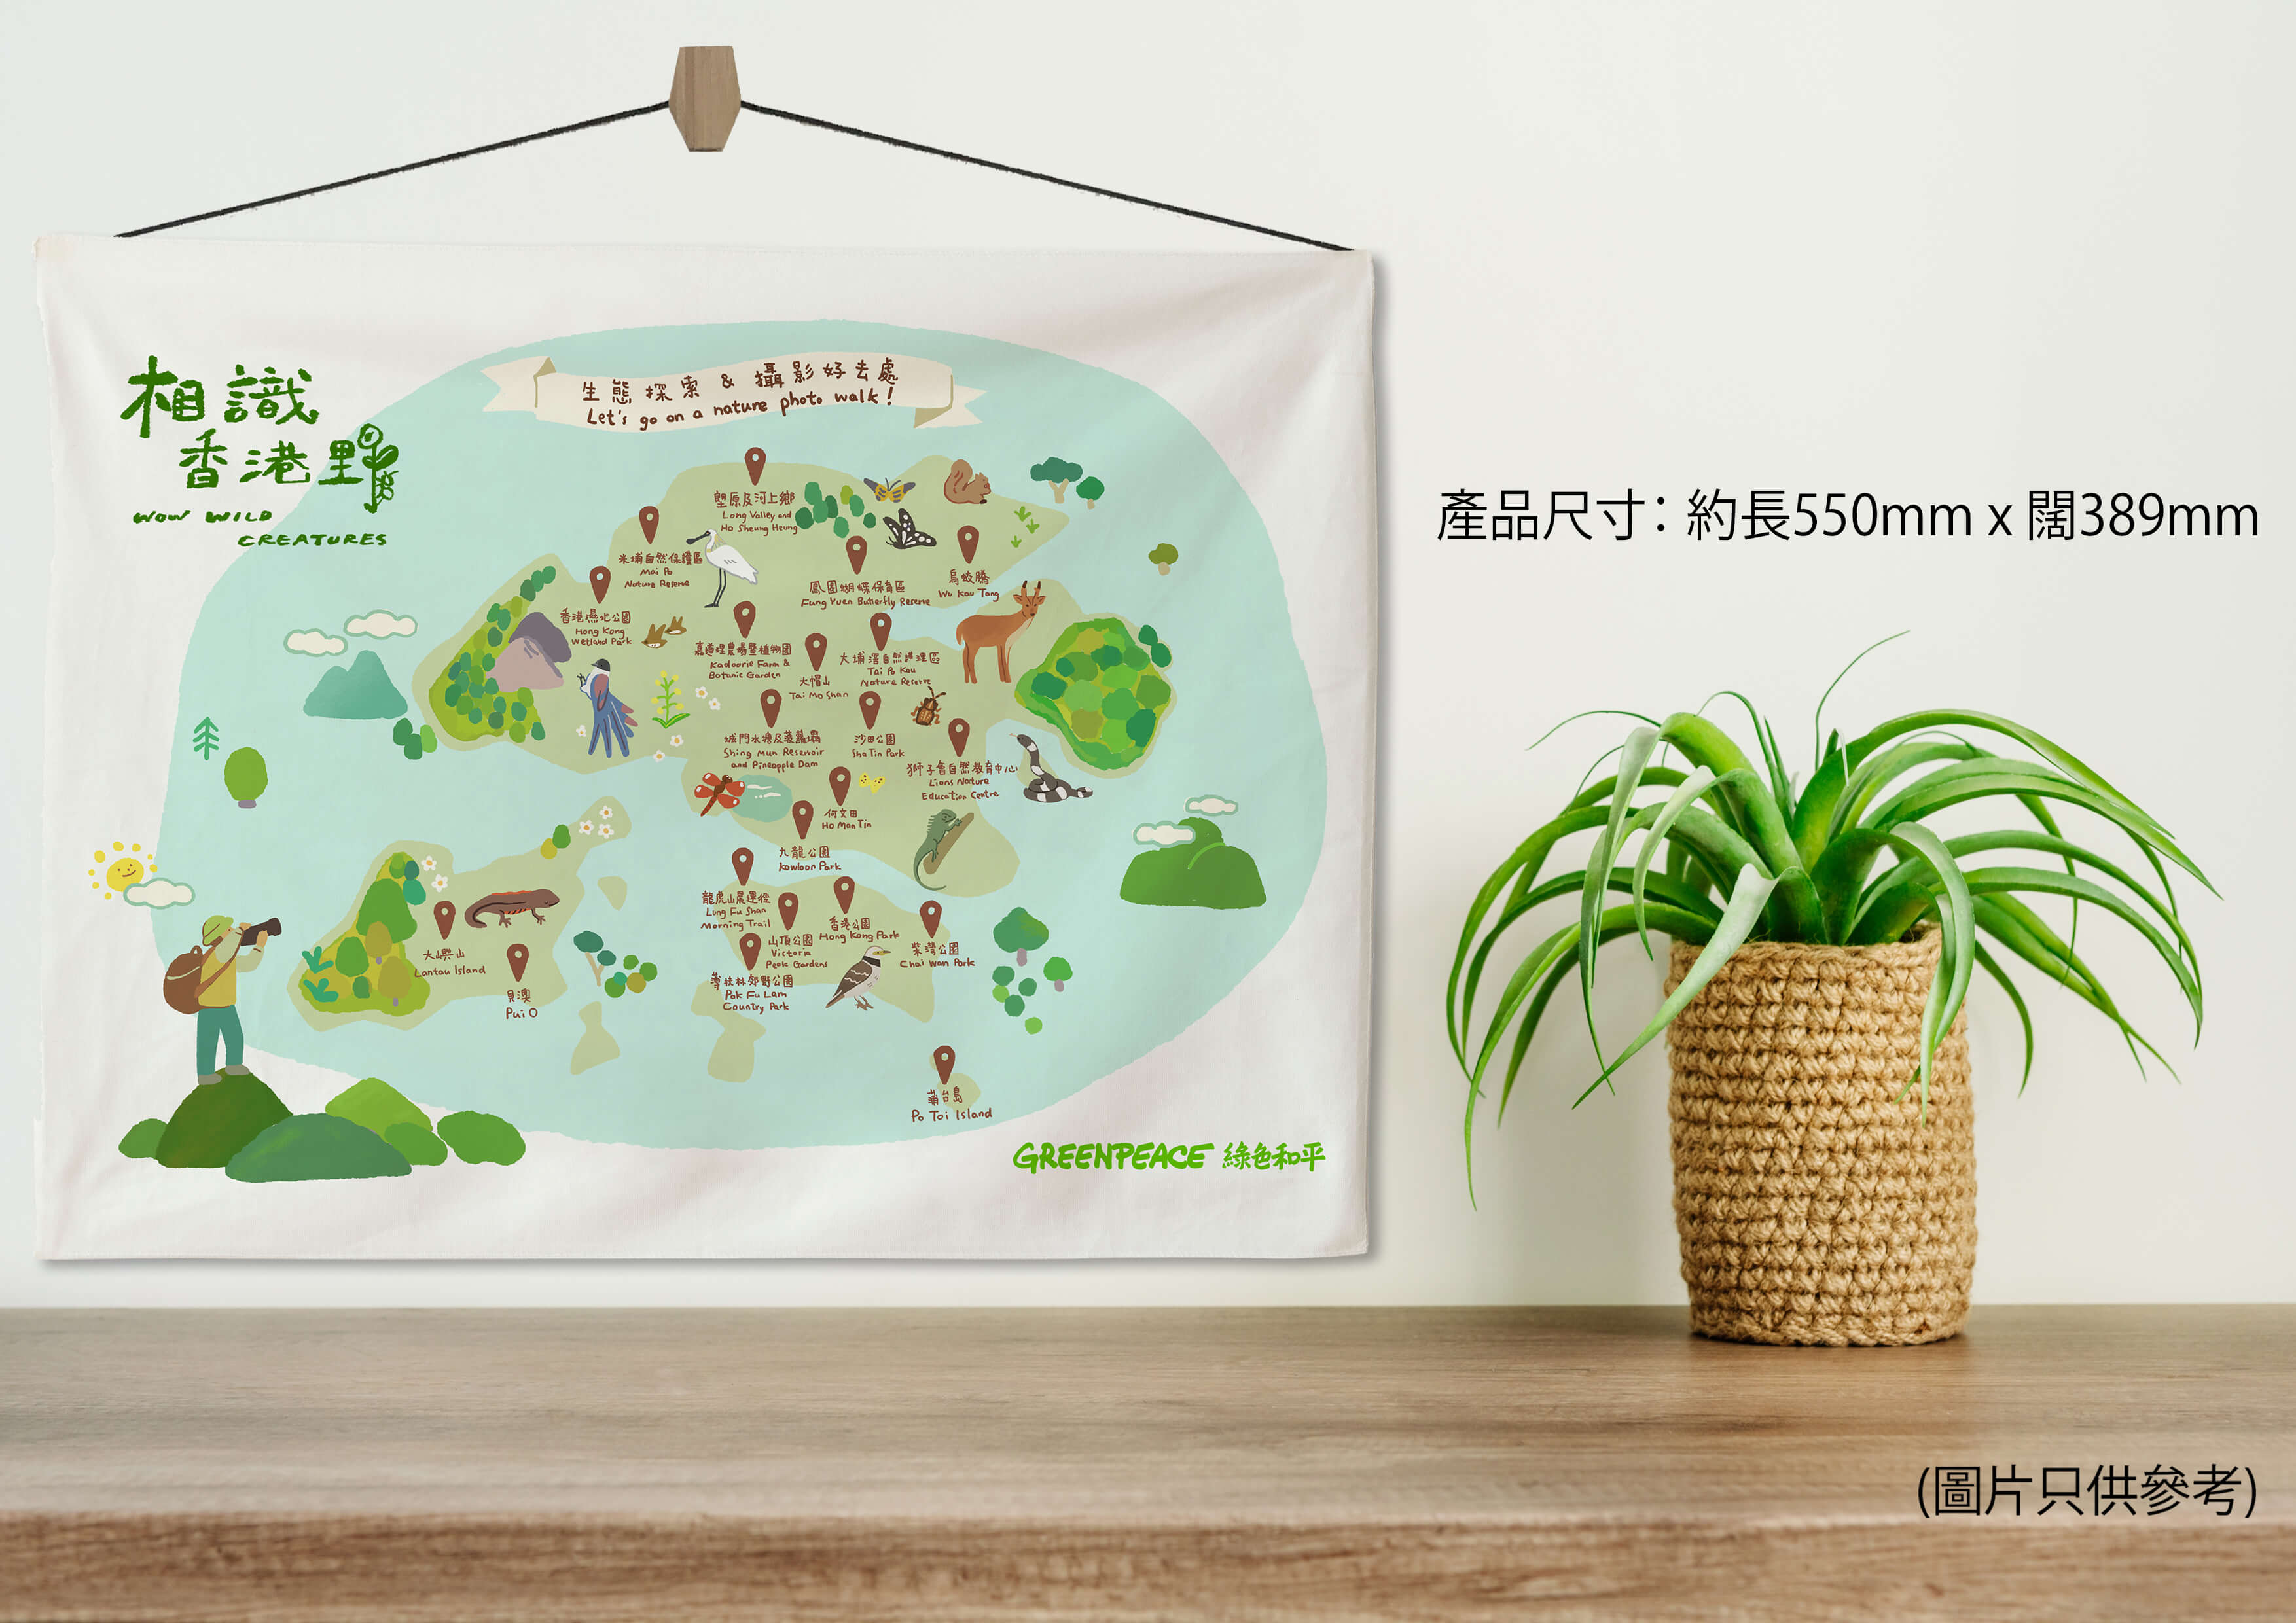 相識
香港野
WOW WILD
CREATURES
生態探索 & 攝影好去處
Let's go on a nature photo walk!
塱原及河上鄉
Long Valley and
Ho Sheung Heung
米埔自然保護區
Mai Po
Nature Reserve
香港濕地公園
Hong Kong
Wetland Park
鳳園蝴蝶保育區
Fung Yuen Butterfly Reserve
烏蛟騰
Wu Kau Tang
嘉道理農場暨植物園
Kadoorie Farm &
Botanic Garden
大帽山
Tai Mo Shan
大埔滘自然護理區
Tai Po Kau
Nature Reserve
城門水塘及菠蘿壩
Shing Mun Reservoir
and Pineapple Dam
沙田公園
Sha Tin Park
獅子會自然教育中心
Lions Nature
Education Centre
何文田
Ho Man Tin
九龍公園
Kowloon Park
龍虎山晨運徑
Lung Fu Shan
Morning Trail
山頂公園
Victoria
Peak Gardens
香港公園
Hong Kong Park
柴灣公園
Chai Wan Park
薄扶林郊野公園
Pok Fu Lam
Country Park
大嶼山
Lantau Island
貝澳
Pui O
蒲台島
Po Toi Island
GREENPEACE 綠色和平
產品尺寸：約長550mm x 闊389mm
(圖片只供參考)